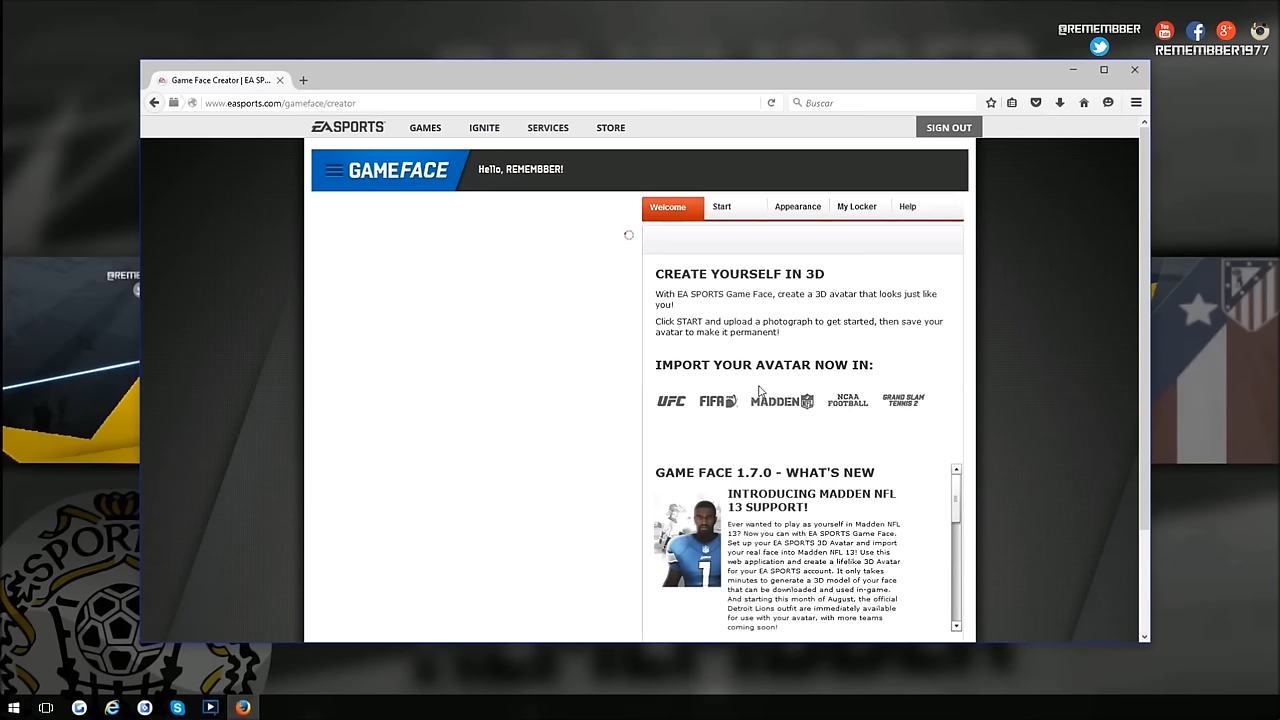 @REMEMBBER
REMEMBBER1977
Game Face Creator | EA SP...
www.easports.com/gameface/creator
Buscar
EA SPORTS
GAMES
IGNITE
SERVICES
STORE
SIGN OUT
GAMEFACE
Hello, REMEMBBER!
Welcome
Start
Appearance
My Locker
Help
CREATE YOURSELF IN 3D
With EA SPORTS Game Face, create a 3D avatar that looks just like
you!
Click START and upload a photograph to get started, then save your
avatar to make it permanent!
IMPORT YOUR AVATAR NOW IN:
UFC
FIFA
MADDEN NFL
NCAA
FOOTBALL
GRAND SLAM
TENNIS 2
GAME FACE 1.7.0 - WHAT'S NEW
INTRODUCING MADDEN NFL
13 SUPPORT!
Ever wanted to play as yourself in Madden NFL
13? Now you can with EA SPORTS Game Face.
Set up your EA SPORTS 3D Avatar and import
your real face into Madden NFL 13! Use this
web application and create a lifelike 3D Avatar
for your EA SPORTS account. It only takes
minutes to generate a 3D model of your face
that can be downloaded and used in-game.
And starting this month of August, the official
Detroit Lions outfit are immediately available
for use with your avatar, with more teams
coming soon!